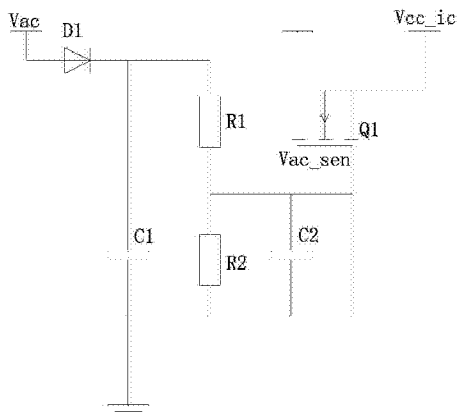 Vac
D1
Vcc_ic
R1
Q1
Vac_sen
C1
R2
C2